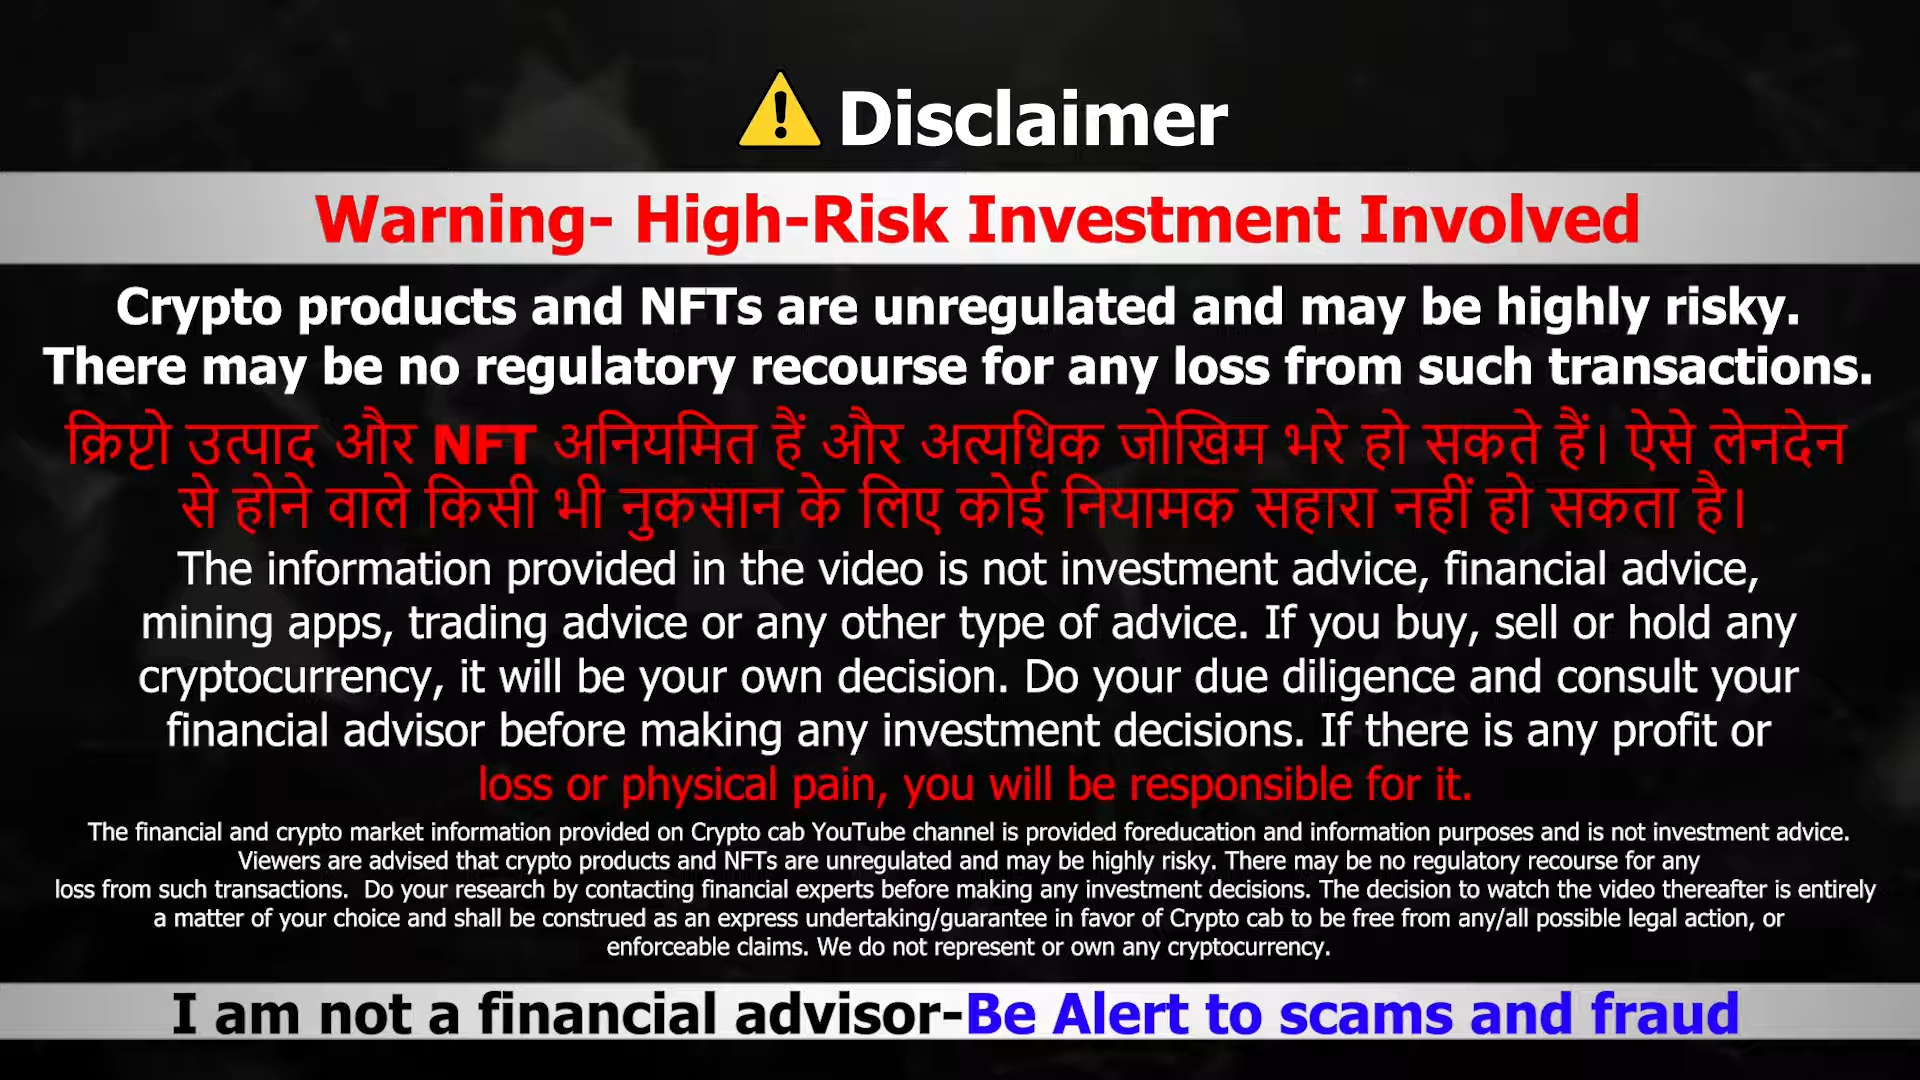 Disclaimer
Warning- High-Risk Investment Involved
Crypto products and NFTs are unregulated and may be highly risky.
There may be no regulatory recourse for any loss from such transactions.
क्रिप्टो उत्पाद और NFT अनियमित हैं और अत्यधिक जोखिम भरे हो सकते हैं। ऐसे लेनदेन
से होने वाले किसी भी नुकसान के लिए कोई नियामक सहारा नहीं हो सकता है।
The information provided in the video is not investment advice, financial advice,
mining apps, trading advice or any other type of advice. If you buy, sell or hold any
cryptocurrency, it will be your own decision. Do your due diligence and consult your
financial advisor before making any investment decisions. If there is any profit or
loss or physical pain, you will be responsible for it.
The financial and crypto market information provided on Crypto cab YouTube channel is provided foreducation and information purposes and is not investment advice.
Viewers are advised that crypto products and NFTs are unregulated and may be highly risky. There may be no regulatory recourse for any
loss from such transactions.  Do your research by contacting financial experts before making any investment decisions. The decision to watch the video thereafter is entirely
a matter of your choice and shall be construed as an express undertaking/guarantee in favor of Crypto cab to be free from any/all possible legal action, or
enforceable claims. We do not represent or own any cryptocurrency.
I am not a financial advisor-Be Alert to scams and fraud